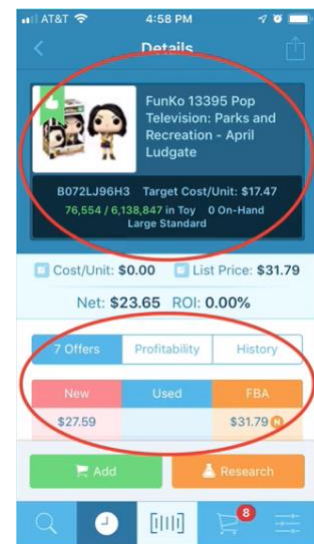 AT&T 4:58 PM
Details
FunKo 13395 Pop
Television: Parks and
Recreation - April
Ludgate
B072LJ96H3 Target Cost/Unit: $17.47
76,554 / 6,138,847 in Toy 0 On-Hand
Large Standard
Cost/Unit: $0.00 List Price: $31.79
Net: $23.65 ROI: 0.00%
7 Offers Profitability History
New Used FBA
$27.59 $31.79 N
Add Research
8